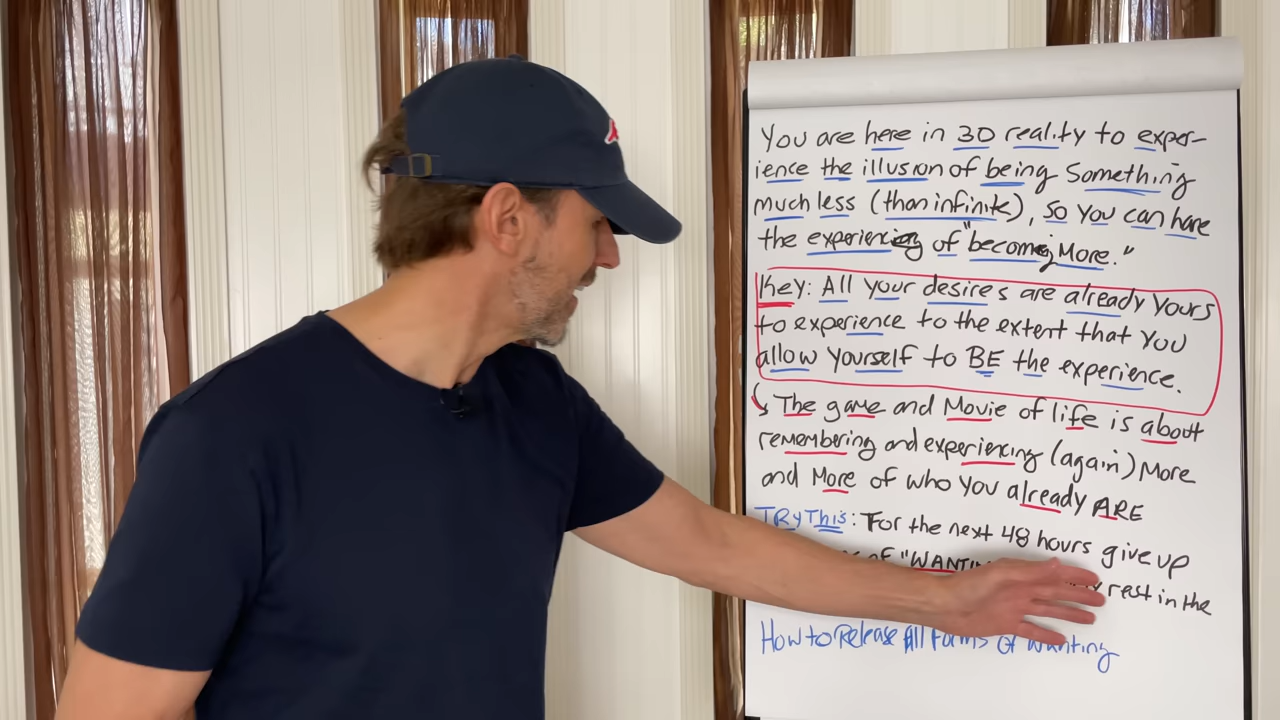 You are here in 3D reality to exper-
ience the illusion of being Something
much less (than infinite), so you can have
the experiencing of "becoming More."
Key: All your desires are already yours
to experience to the extent that you
allow yourself to BE the experience.
The game and Movie of life is about
remembering and experiencing (again) More
and More of who you already ARE
TRY This: For the next 48 hours give up
of "WANTIN
rest in the
How to Release All forms of Wanting